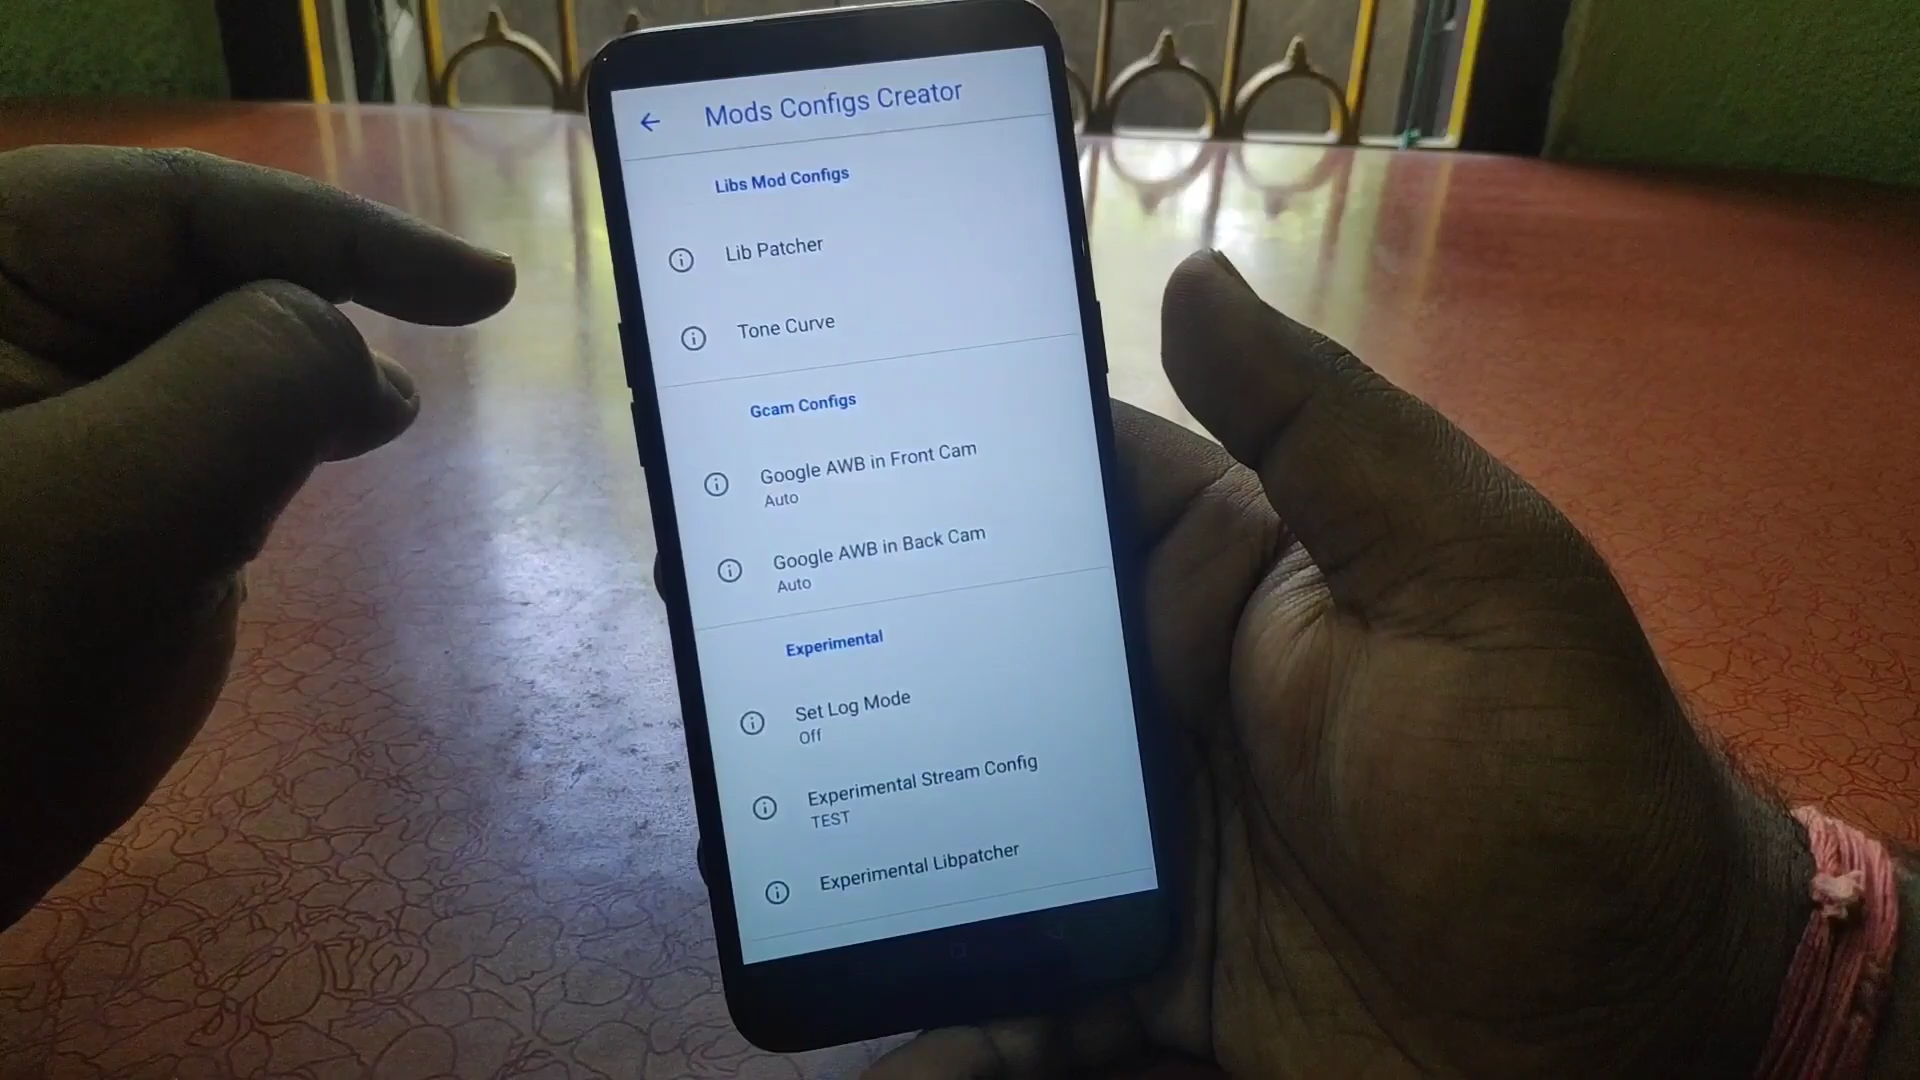 Mods Configs Creator
Libs Mod Configs
Lib Patcher
Tone Curve
Gcam Configs
Google AWB in Front Cam
Auto
Google AWB in Back Cam
Auto
Experimental
Set Log Mode
Off
Experimental Stream Config
TEST
Experimental Libpatcher